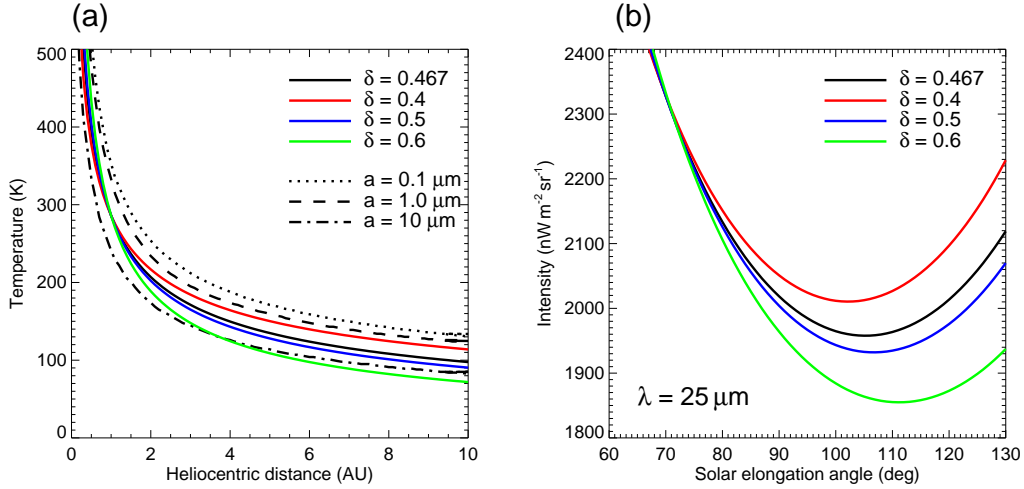 (a)
500
400
300
200
100
0
Temperature (K)
0 2 4 6 8 10
Heliocentric distance (AU)
δ = 0.467
δ = 0.4
δ = 0.5
δ = 0.6
a = 0.1 μm
a = 1.0 μm
a = 10 μm
(b)
2400
2300
2200
2100
2000
1900
1800
Intensity (nW m⁻² sr⁻¹)
60 70 80 90 100 110 120 130
Solar elongation angle (deg)
δ = 0.467
δ = 0.4
δ = 0.5
δ = 0.6
λ = 25 μm